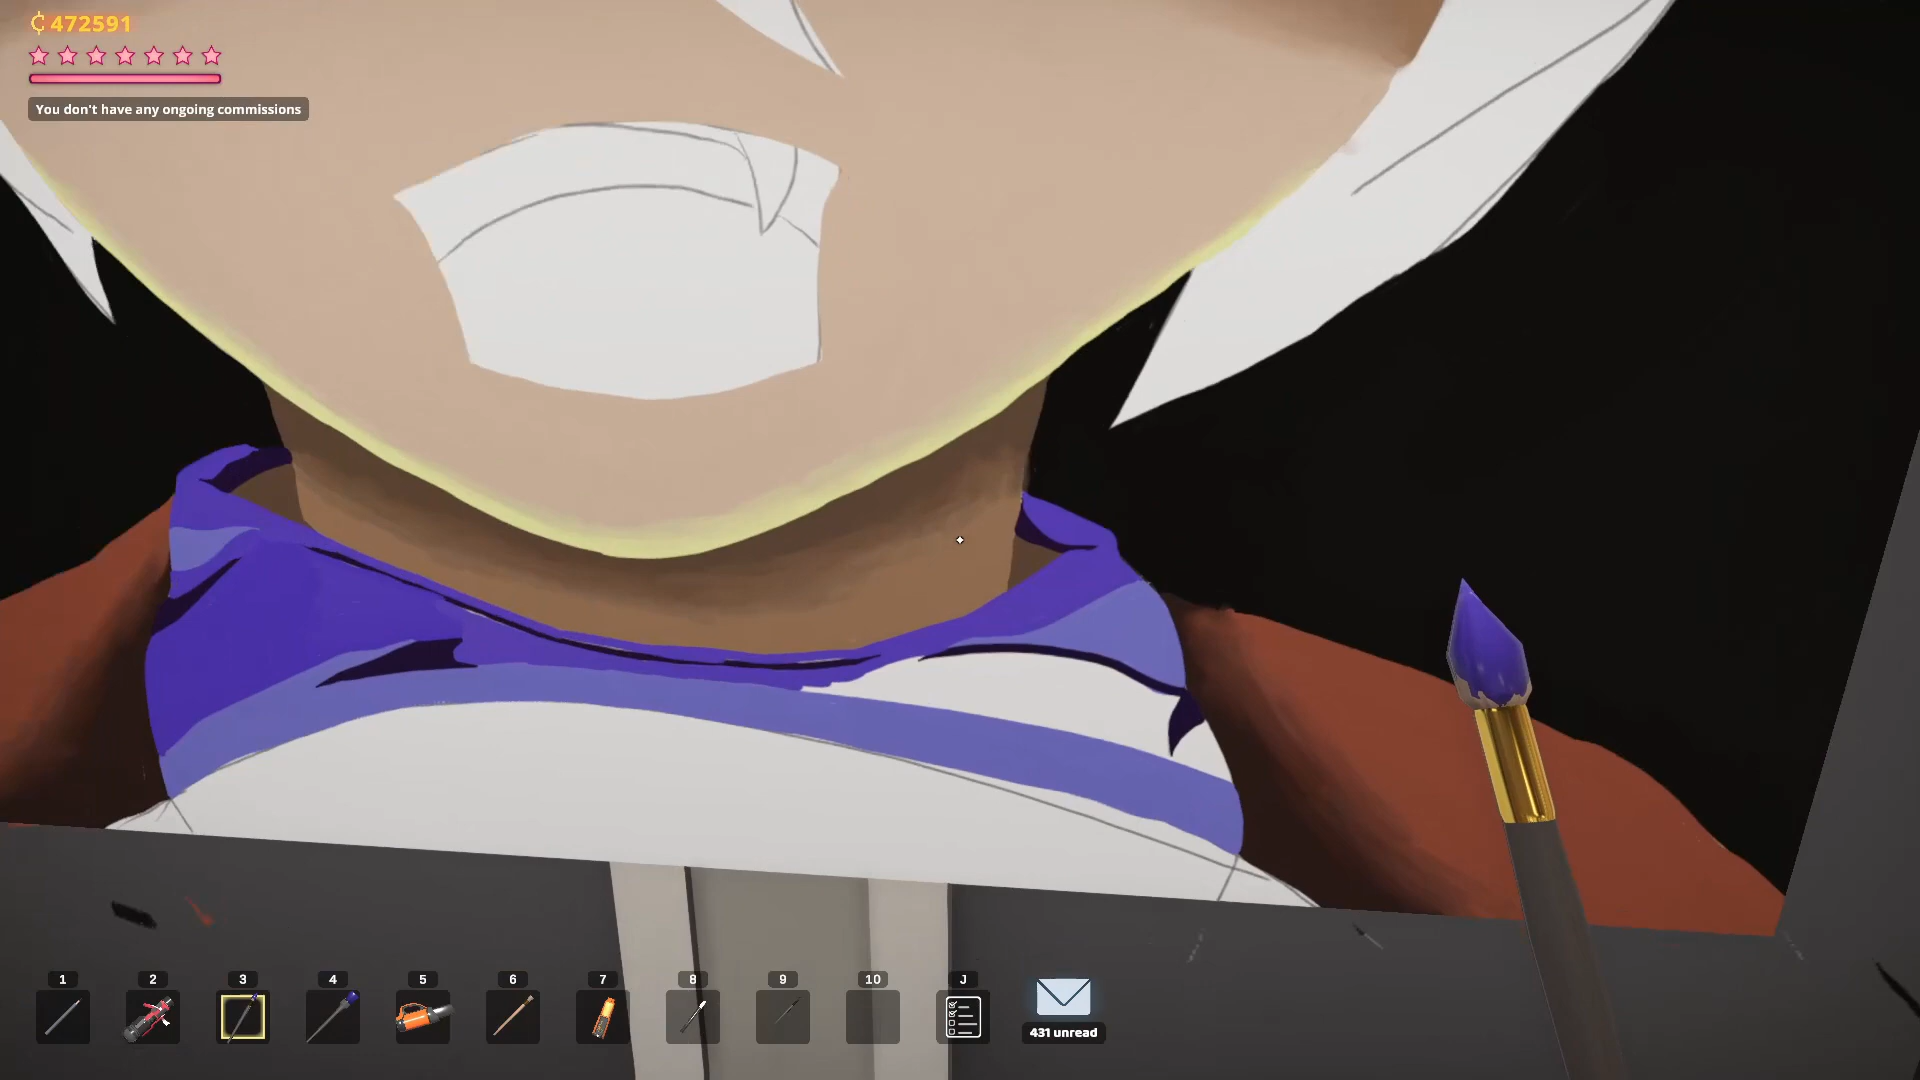 ₵ 472591
You don't have any ongoing commissions
1 2 3 4 5 6 7 8 9 10 J
431 unread